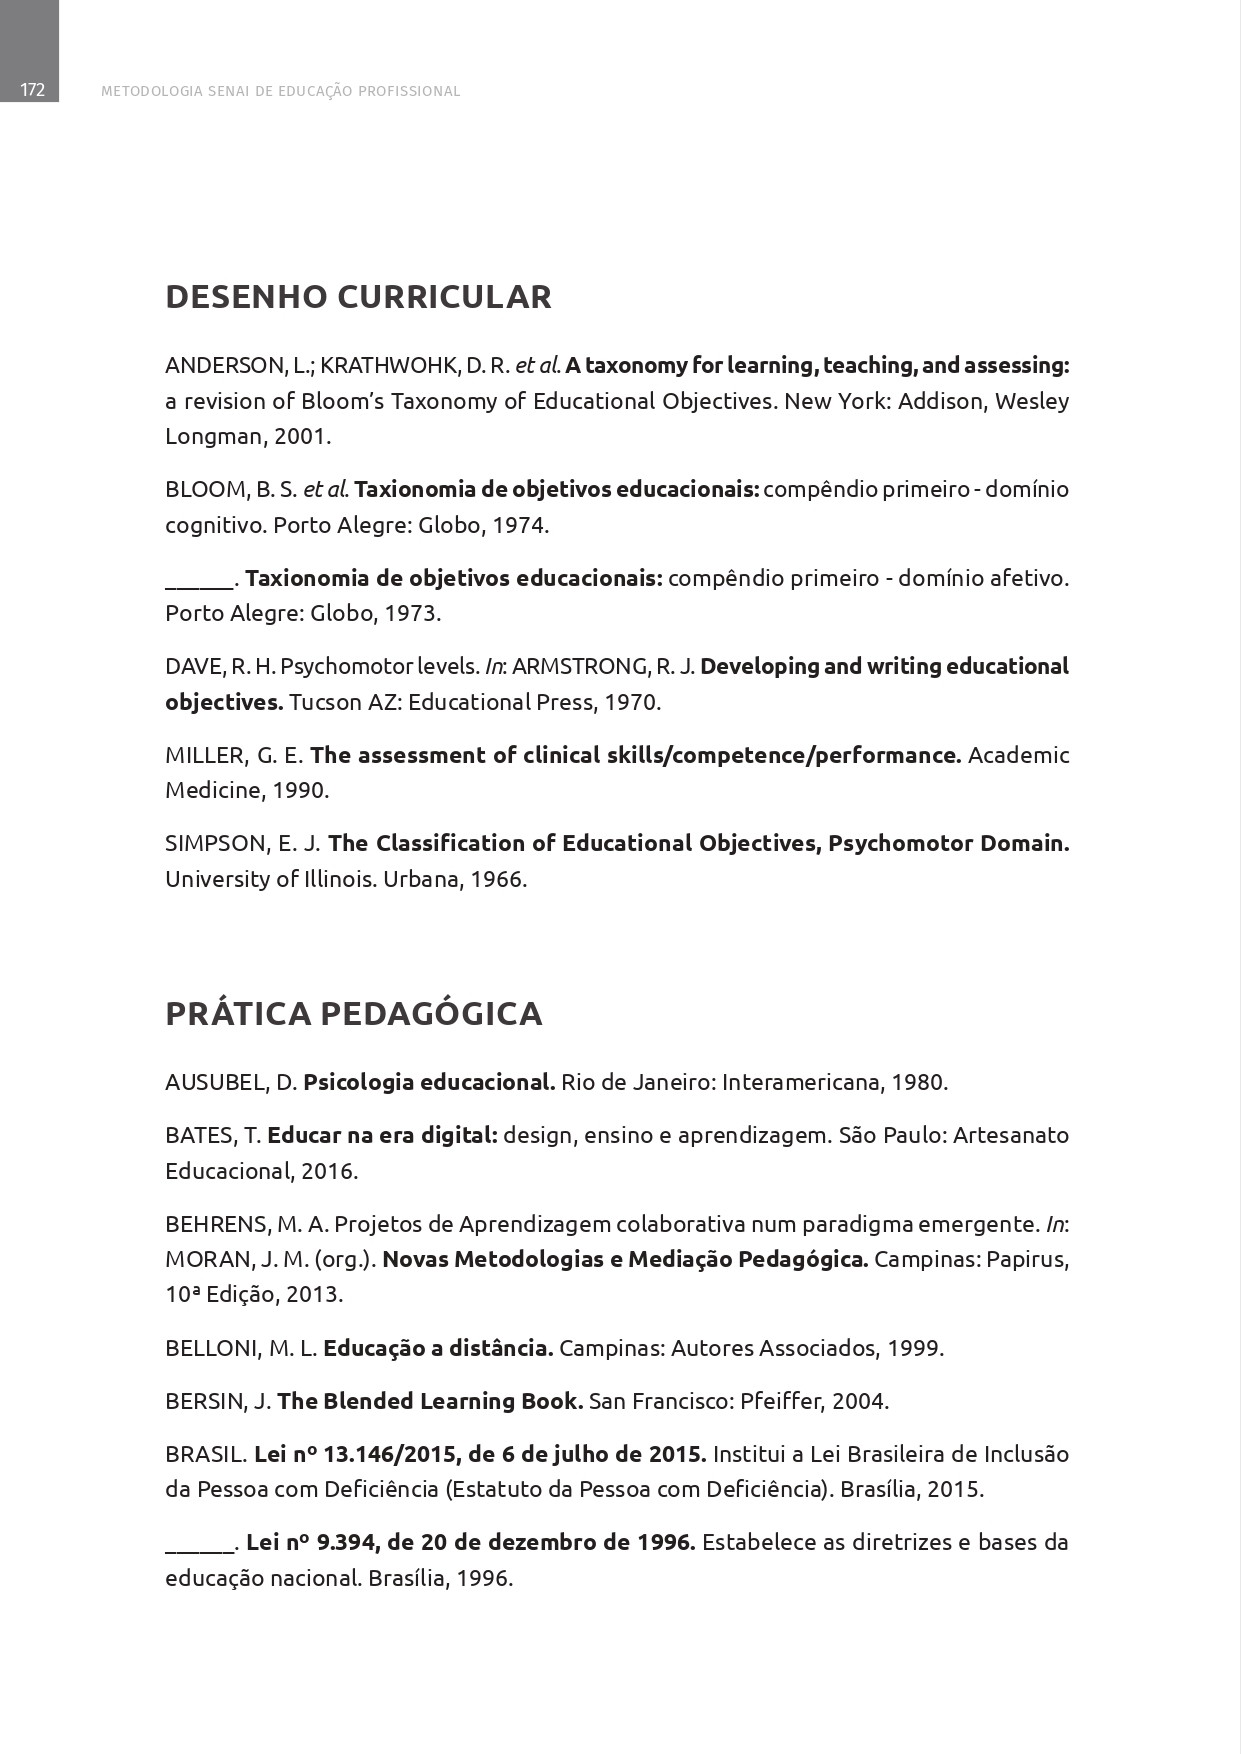 172
METODOLOGIA SENAI DE EDUCAÇÃO PROFISSIONAL
DESENHO CURRICULAR
ANDERSON, L.; KRATHWOHK, D. R. et al. A taxonomy for learning, teaching, and assessing:
a revision of Bloom’s Taxonomy of Educational Objectives. New York: Addison, Wesley
Longman, 2001.
BLOOM, B. S. et al. Taxionomia de objetivos educacionais: compêndio primeiro - domínio
cognitivo. Porto Alegre: Globo, 1974.
______. Taxionomia de objetivos educacionais: compêndio primeiro - domínio afetivo.
Porto Alegre: Globo, 1973.
DAVE, R. H. Psychomotor levels. In: ARMSTRONG, R. J. Developing and writing educational
objectives. Tucson AZ: Educational Press, 1970.
MILLER, G. E. The assessment of clinical skills/competence/performance. Academic
Medicine, 1990.
SIMPSON, E. J. The Classification of Educational Objectives, Psychomotor Domain.
University of Illinois. Urbana, 1966.
PRÁTICA PEDAGÓGICA
AUSUBEL, D. Psicologia educacional. Rio de Janeiro: Interamericana, 1980.
BATES, T. Educar na era digital: design, ensino e aprendizagem. São Paulo: Artesanato
Educacional, 2016.
BEHRENS, M. A. Projetos de Aprendizagem colaborativa num paradigma emergente. In:
MORAN, J. M. (org.). Novas Metodologias e Mediação Pedagógica. Campinas: Papirus,
10ª Edição, 2013.
BELLONI, M. L. Educação a distância. Campinas: Autores Associados, 1999.
BERSIN, J. The Blended Learning Book. San Francisco: Pfeiffer, 2004.
BRASIL. Lei nº 13.146/2015, de 6 de julho de 2015. Institui a Lei Brasileira de Inclusão
da Pessoa com Deficiência (Estatuto da Pessoa com Deficiência). Brasília, 2015.
______. Lei nº 9.394, de 20 de dezembro de 1996. Estabelece as diretrizes e bases da
educação nacional. Brasília, 1996.